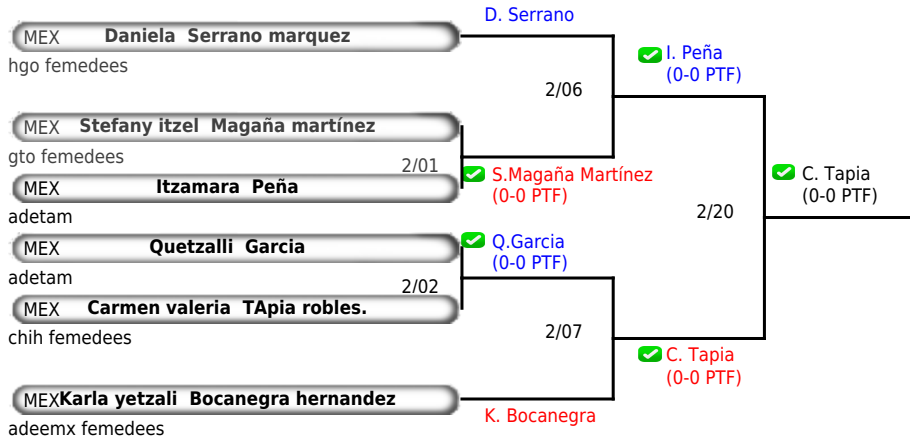 D. Serrano
MEX Daniela Serrano marquez
hgo femedees
I. Peña
(0-0 PTF)
2/06
MEX Stefany itzel Magaña martínez
gto femedees
2/01
S.Magaña Martínez
(0-0 PTF)
MEX Itzamara Peña
adetam
C. Tapia
(0-0 PTF)
2/20
MEX Quetzalli Garcia
adetam
Q.Garcia
(0-0 PTF)
2/02
MEX Carmen valeria TApia robles.
chih femedees
2/07
C. Tapia
(0-0 PTF)
MEX Karla yetzali Bocanegra hernandez
adeemx femedees
K. Bocanegra